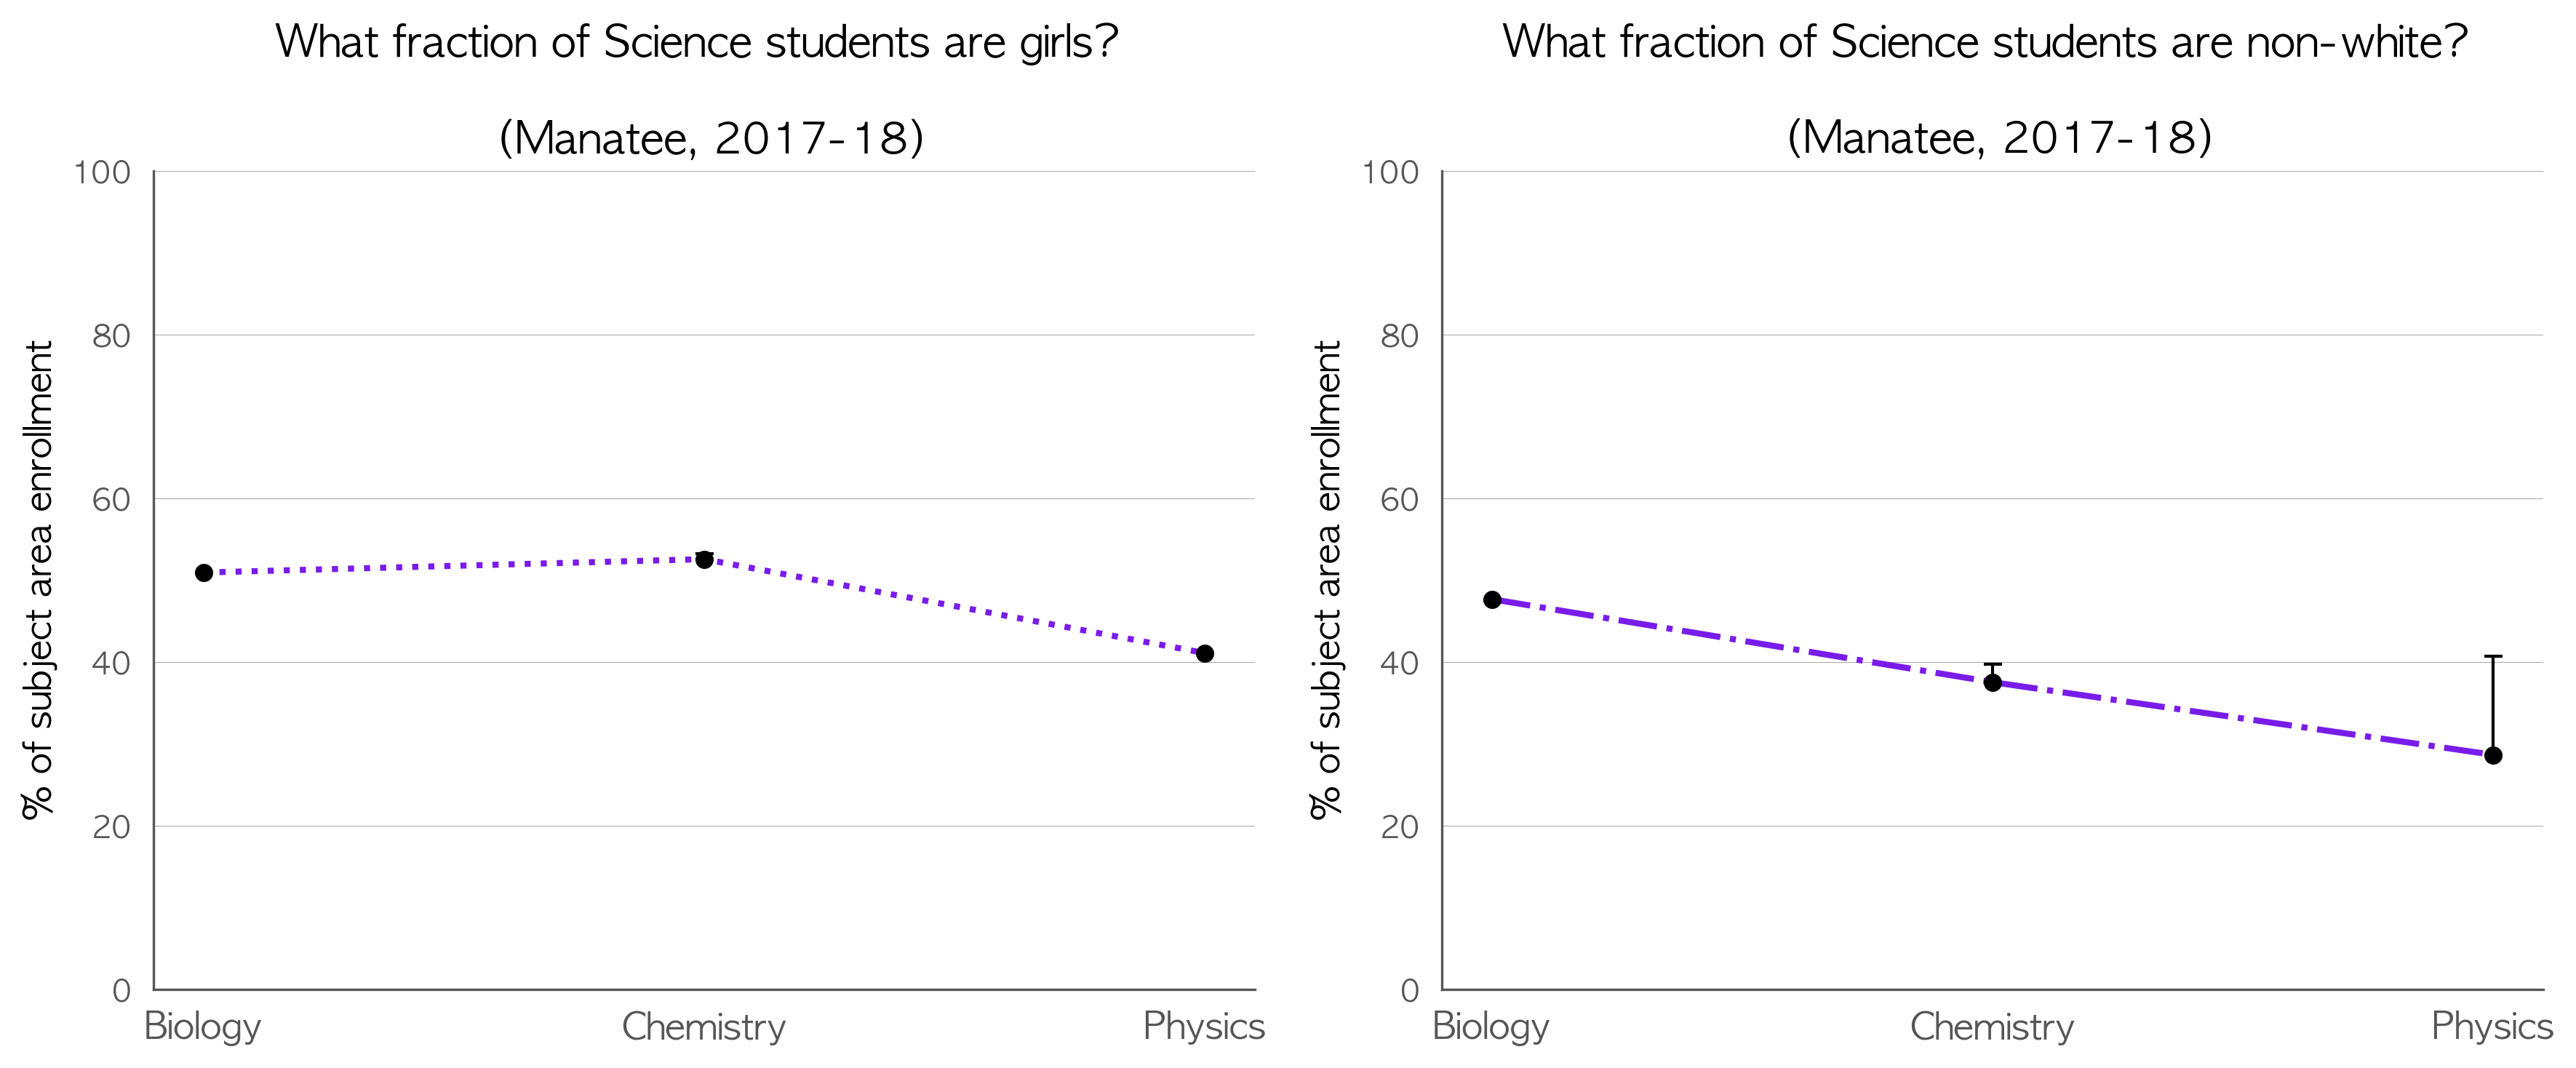 What fraction of Science students are girls?
(Manatee, 2017-18)
% of subject area enrollment
100
80
60
40
20
0
Biology
Chemistry
Physics
What fraction of Science students are non-white?
(Manatee, 2017-18)
% of subject area enrollment
100
80
60
40
20
0
Biology
Chemistry
Physics